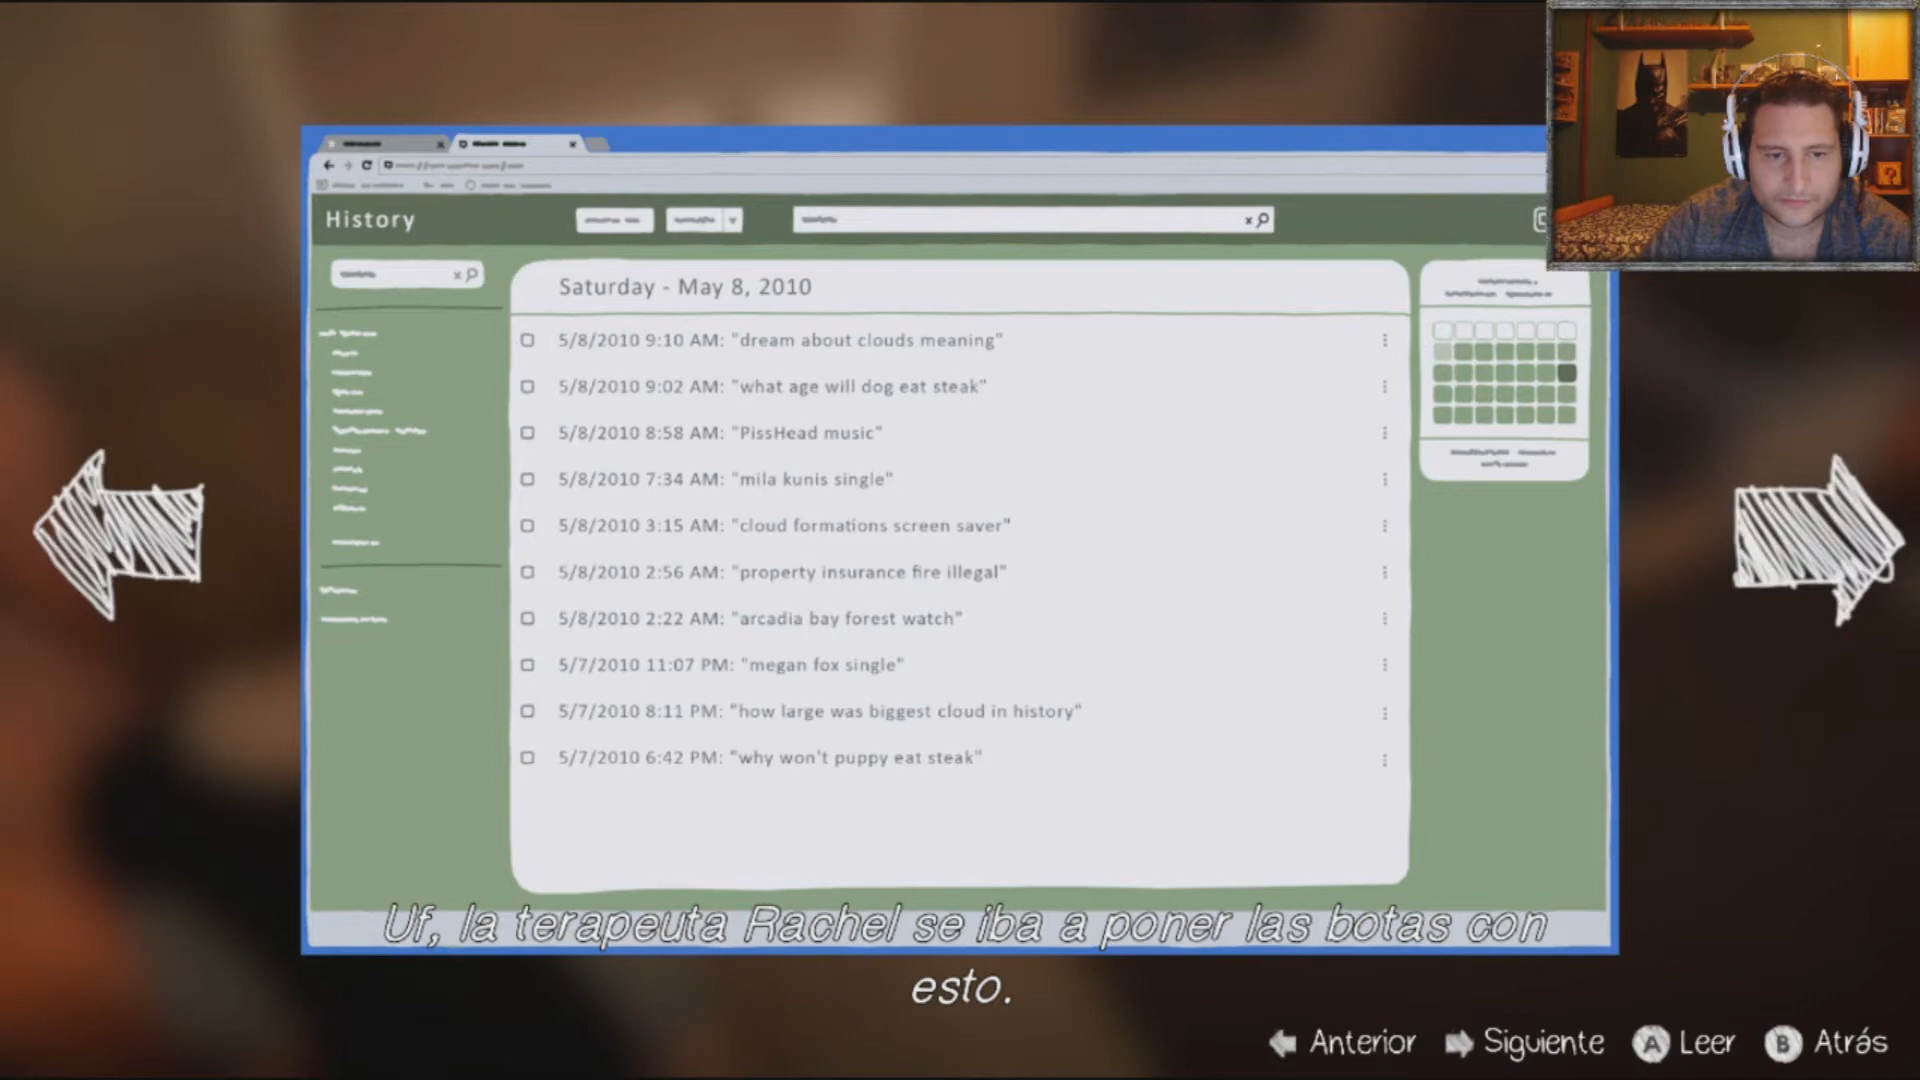 History
Saturday - May 8, 2010
5/8/2010 9:10 AM: "dream about clouds meaning"
5/8/2010 9:02 AM: "what age will dog eat steak"
5/8/2010 8:58 AM: "PissHead music"
5/8/2010 7:34 AM: "mila kunis single"
5/8/2010 3:15 AM: "cloud formations screen saver"
5/8/2010 2:56 AM: "property insurance fire illegal"
5/8/2010 2:22 AM: "arcadia bay forest watch"
5/7/2010 11:07 PM: "megan fox single"
5/7/2010 8:11 PM: "how large was biggest cloud in history"
5/7/2010 6:42 PM: "why won't puppy eat steak"
Uf, la terapeuta Rachel se iba a poner las botas con
esto.
Anterior Siguiente A Leer B Atrás